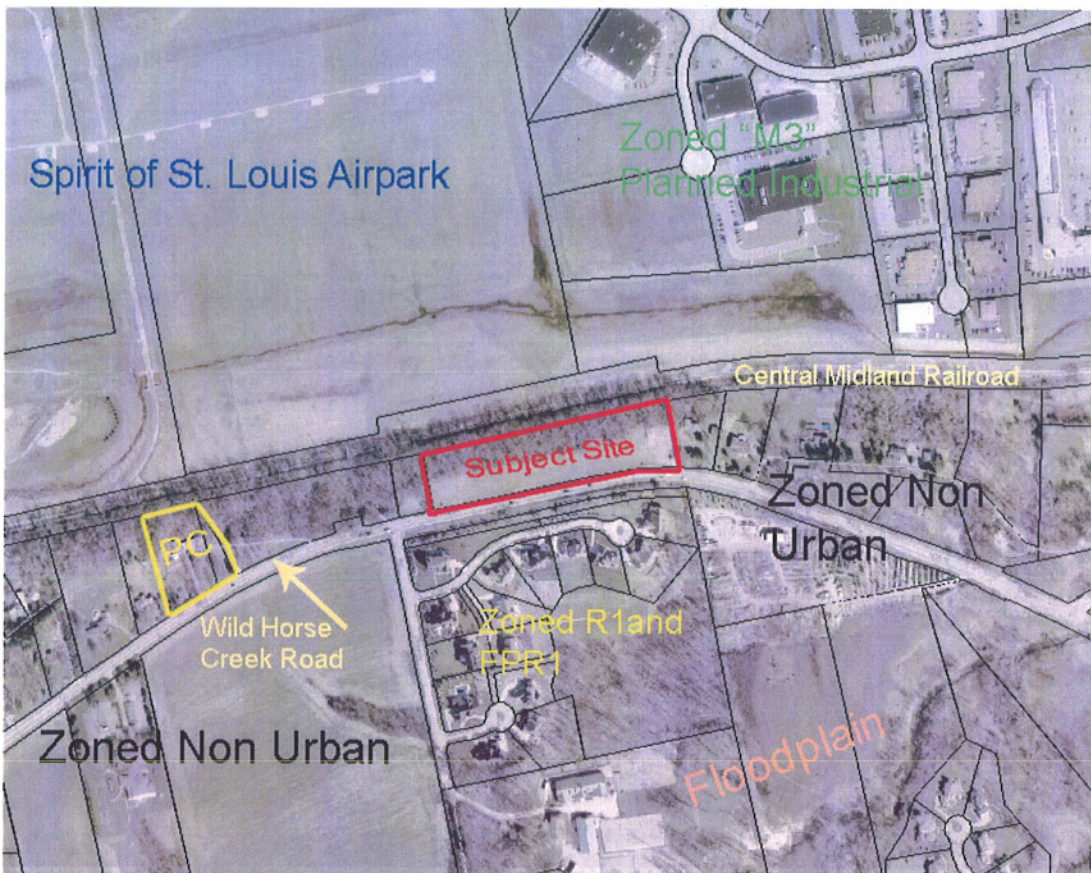 Zoned "M3"
Planned Industrial
Spirit of St. Louis Airpark
Central Midland Railroad
Subject Site
Zoned Non
Urban
PC
Wild Horse
Creek Road
Zoned R1and
FPR1
Zoned Non Urban
Floodplain